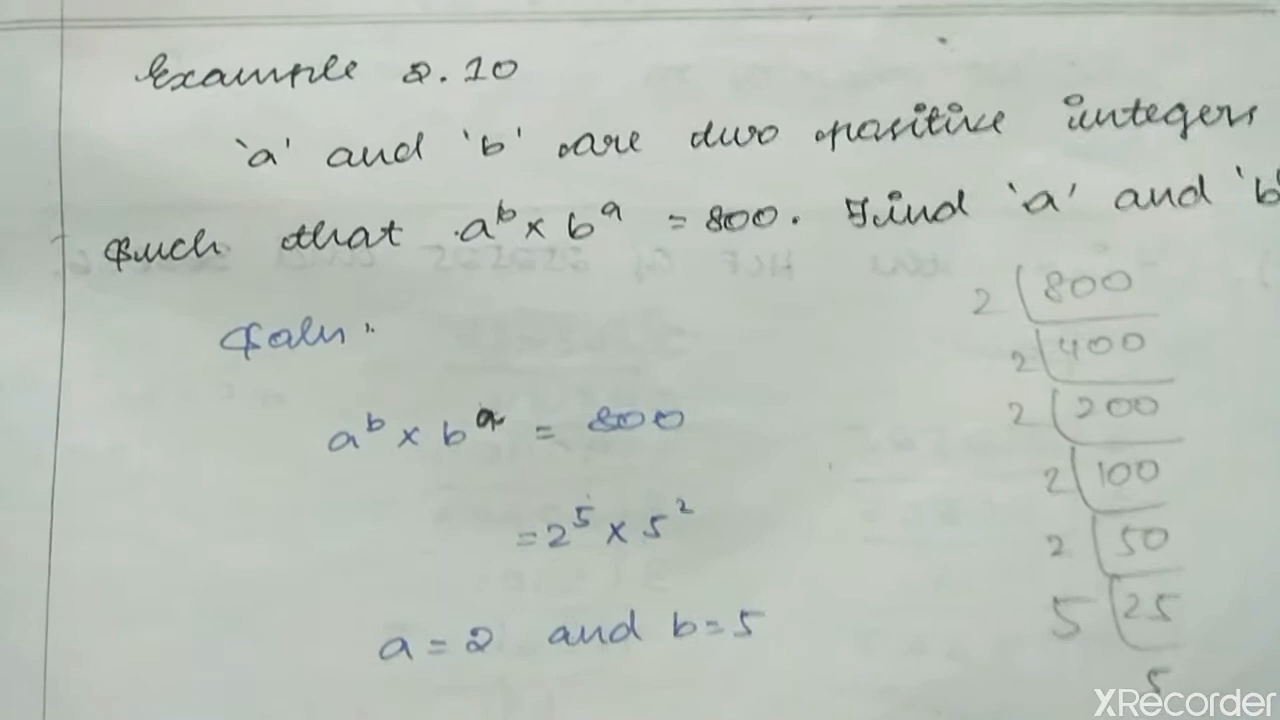 Example 2.10
'a' and 'b' are two positive integers
such that a^b × b^a = 800. Find 'a' and 'b'
Soln:
a^b × b^a = 800
= 2^5 × 5^2
a = 2 and b = 5
2 | 800
2 | 400
2 | 200
2 | 100
2 | 50
5 | 25
5
XRecorder